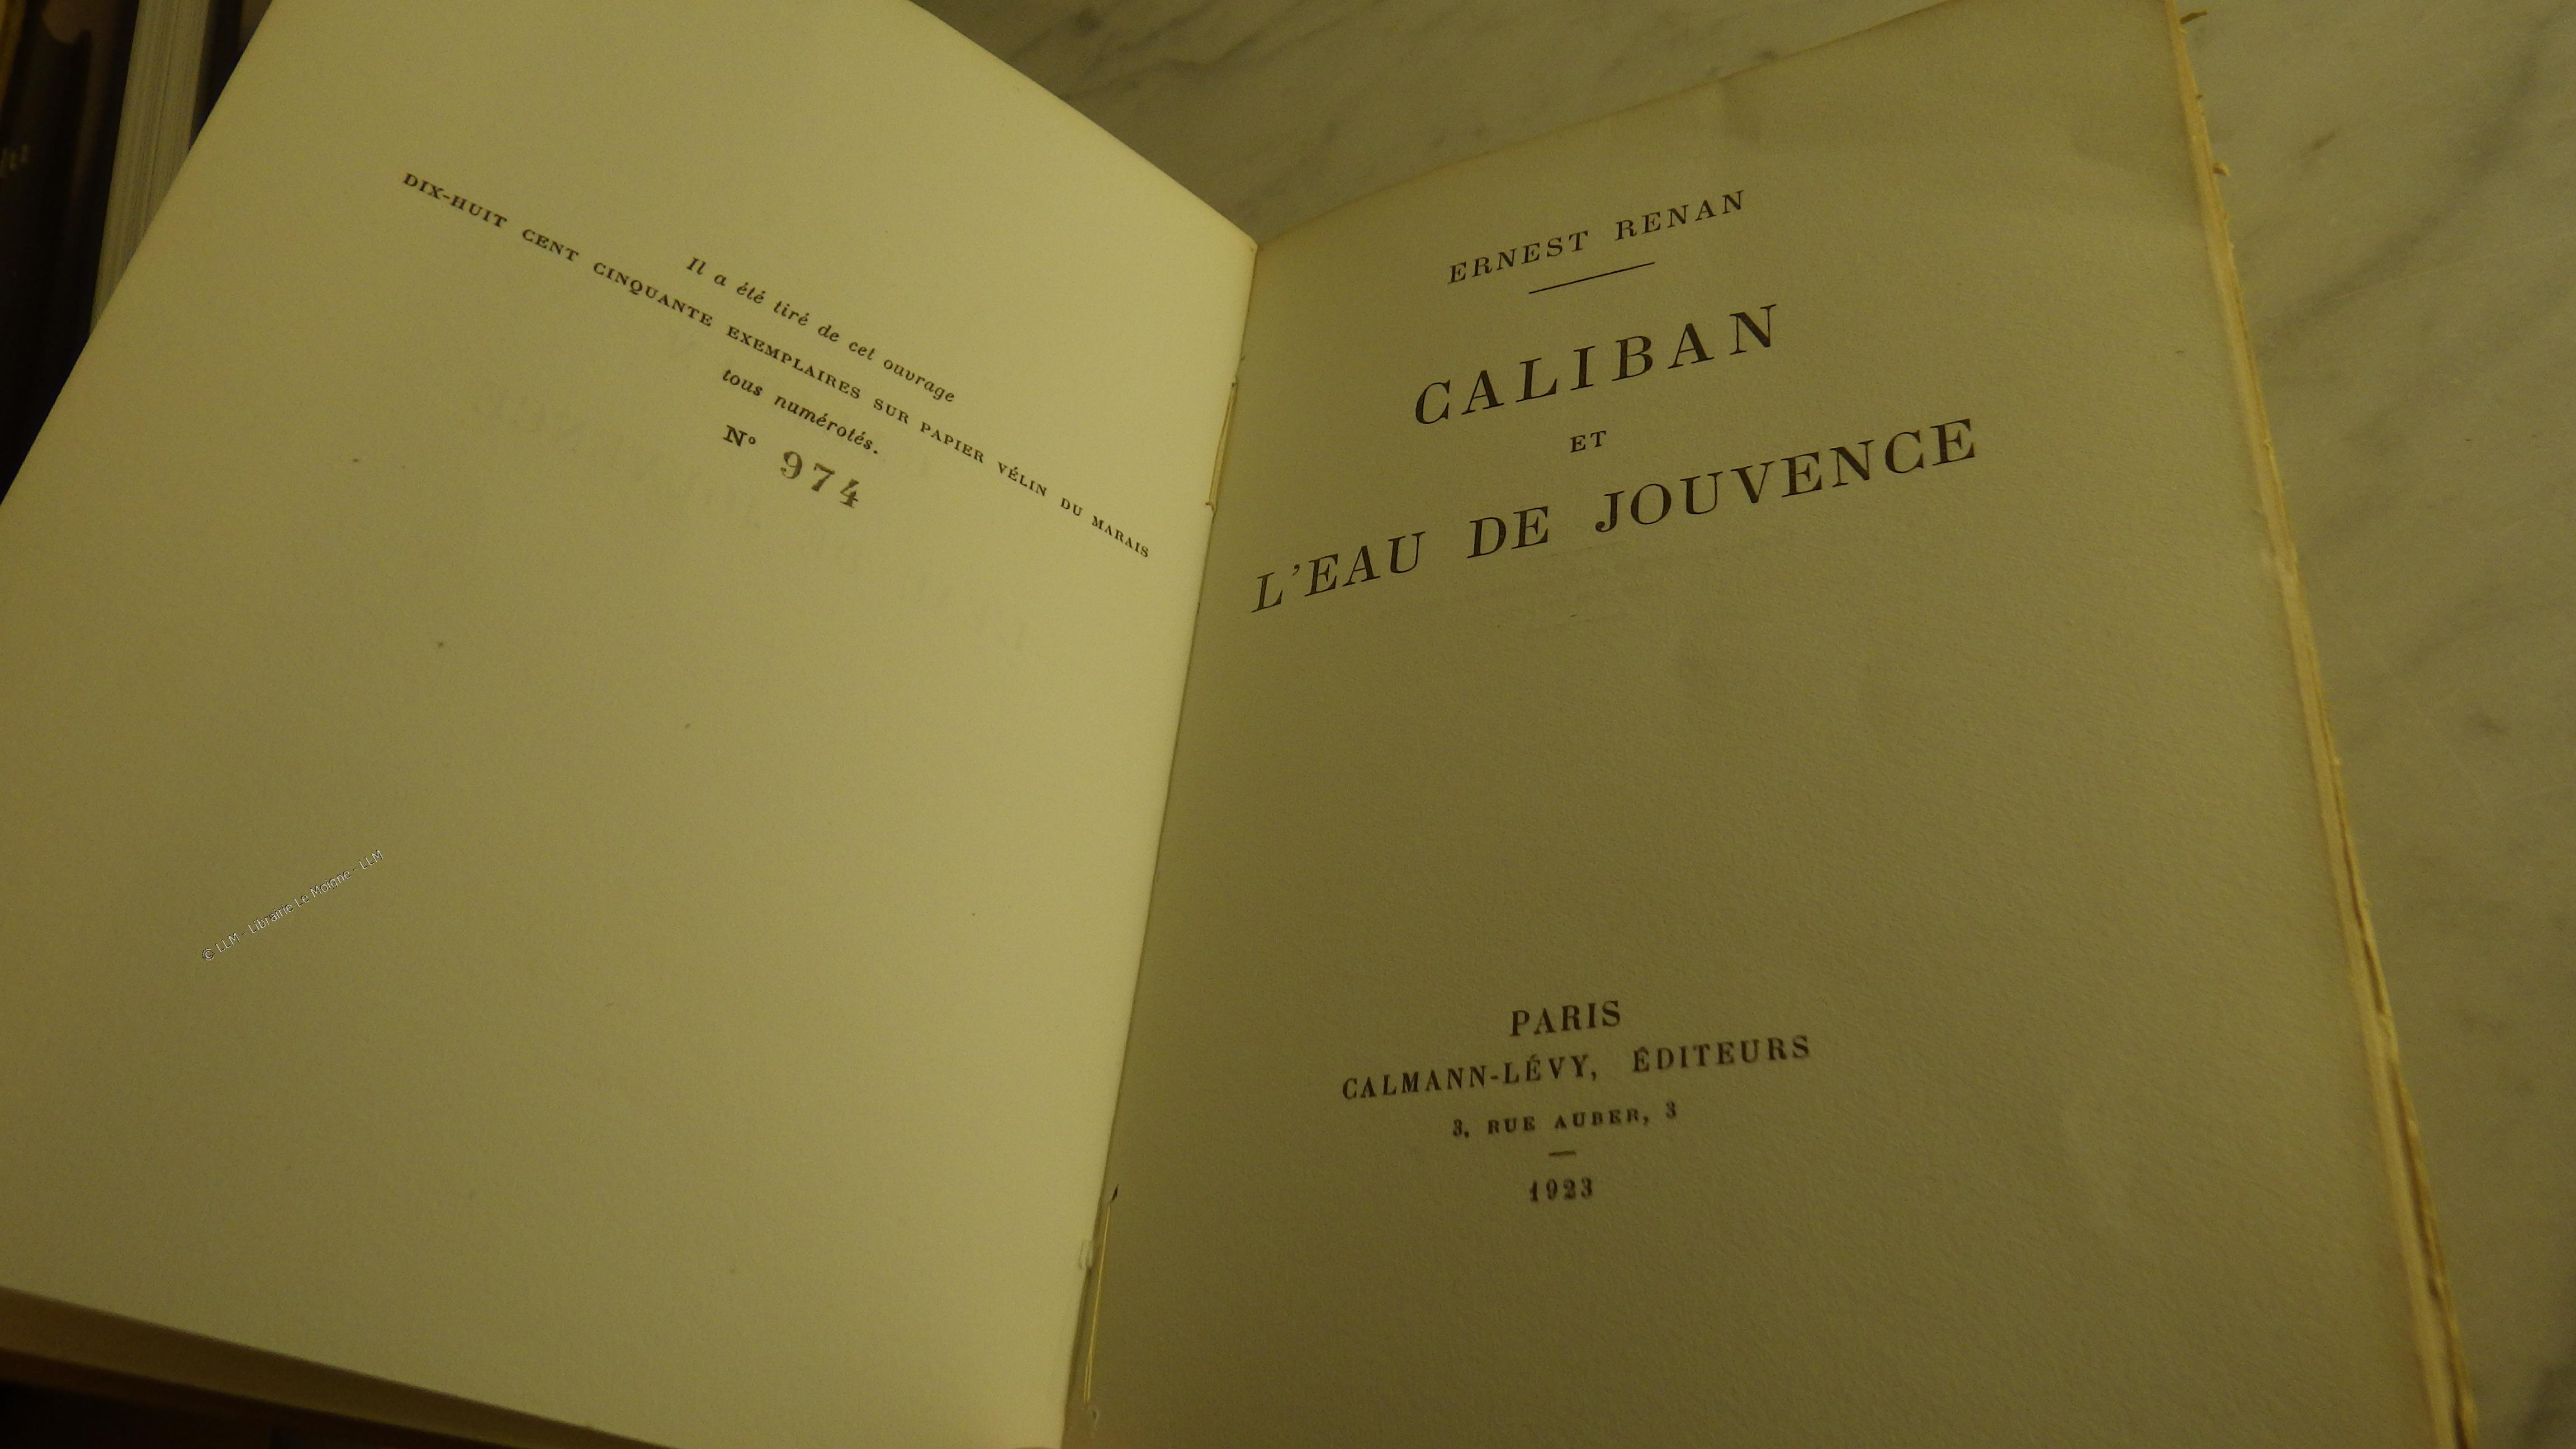 Il a été tiré de cet ouvrage
DIX-HUIT CENT CINQUANTE EXEMPLAIRES SUR PAPIER VÉLIN DU MARAIS
tous numérotés.
N° 974
© LLM - Librairie Le Moïgne - LLM
ERNEST RENAN
CALIBAN
ET
L'EAU DE JOUVENCE
PARIS
CALMANN-LÉVY, ÉDITEURS
3, RUE AUBER, 3
1923